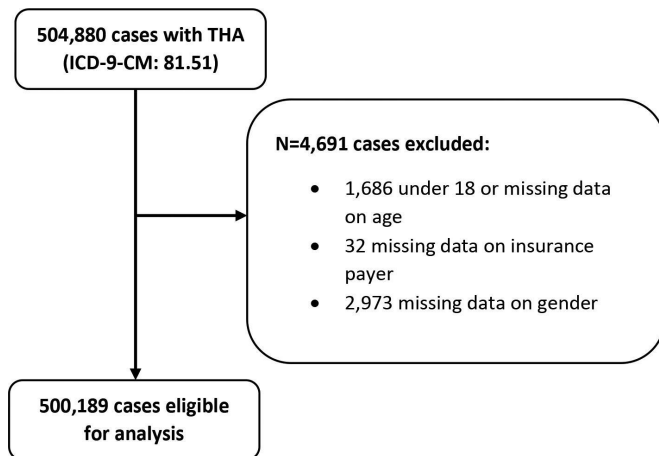 504,880 cases with THA
(ICD-9-CM: 81.51)
N=4,691 cases excluded:
• 1,686 under 18 or missing data
on age
• 32 missing data on insurance
payer
• 2,973 missing data on gender
500,189 cases eligible
for analysis